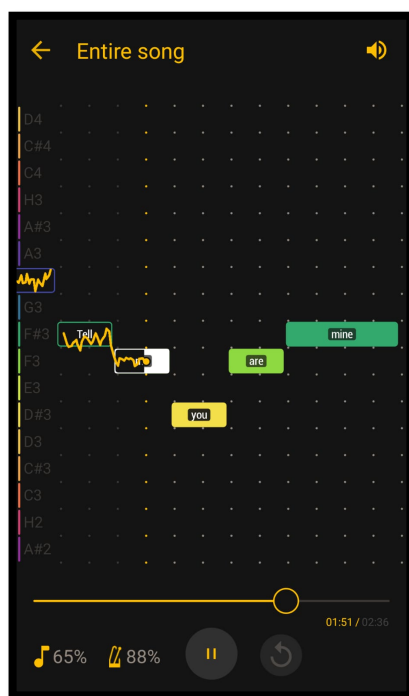 Entire song
D4
C#4
C4
H3
A#3
A3
G3
F#3 Tell mine
F3 are
E3
D#3 you
D3
C#3
C3
H2
A#2
01:51 / 02:36
65% 88%